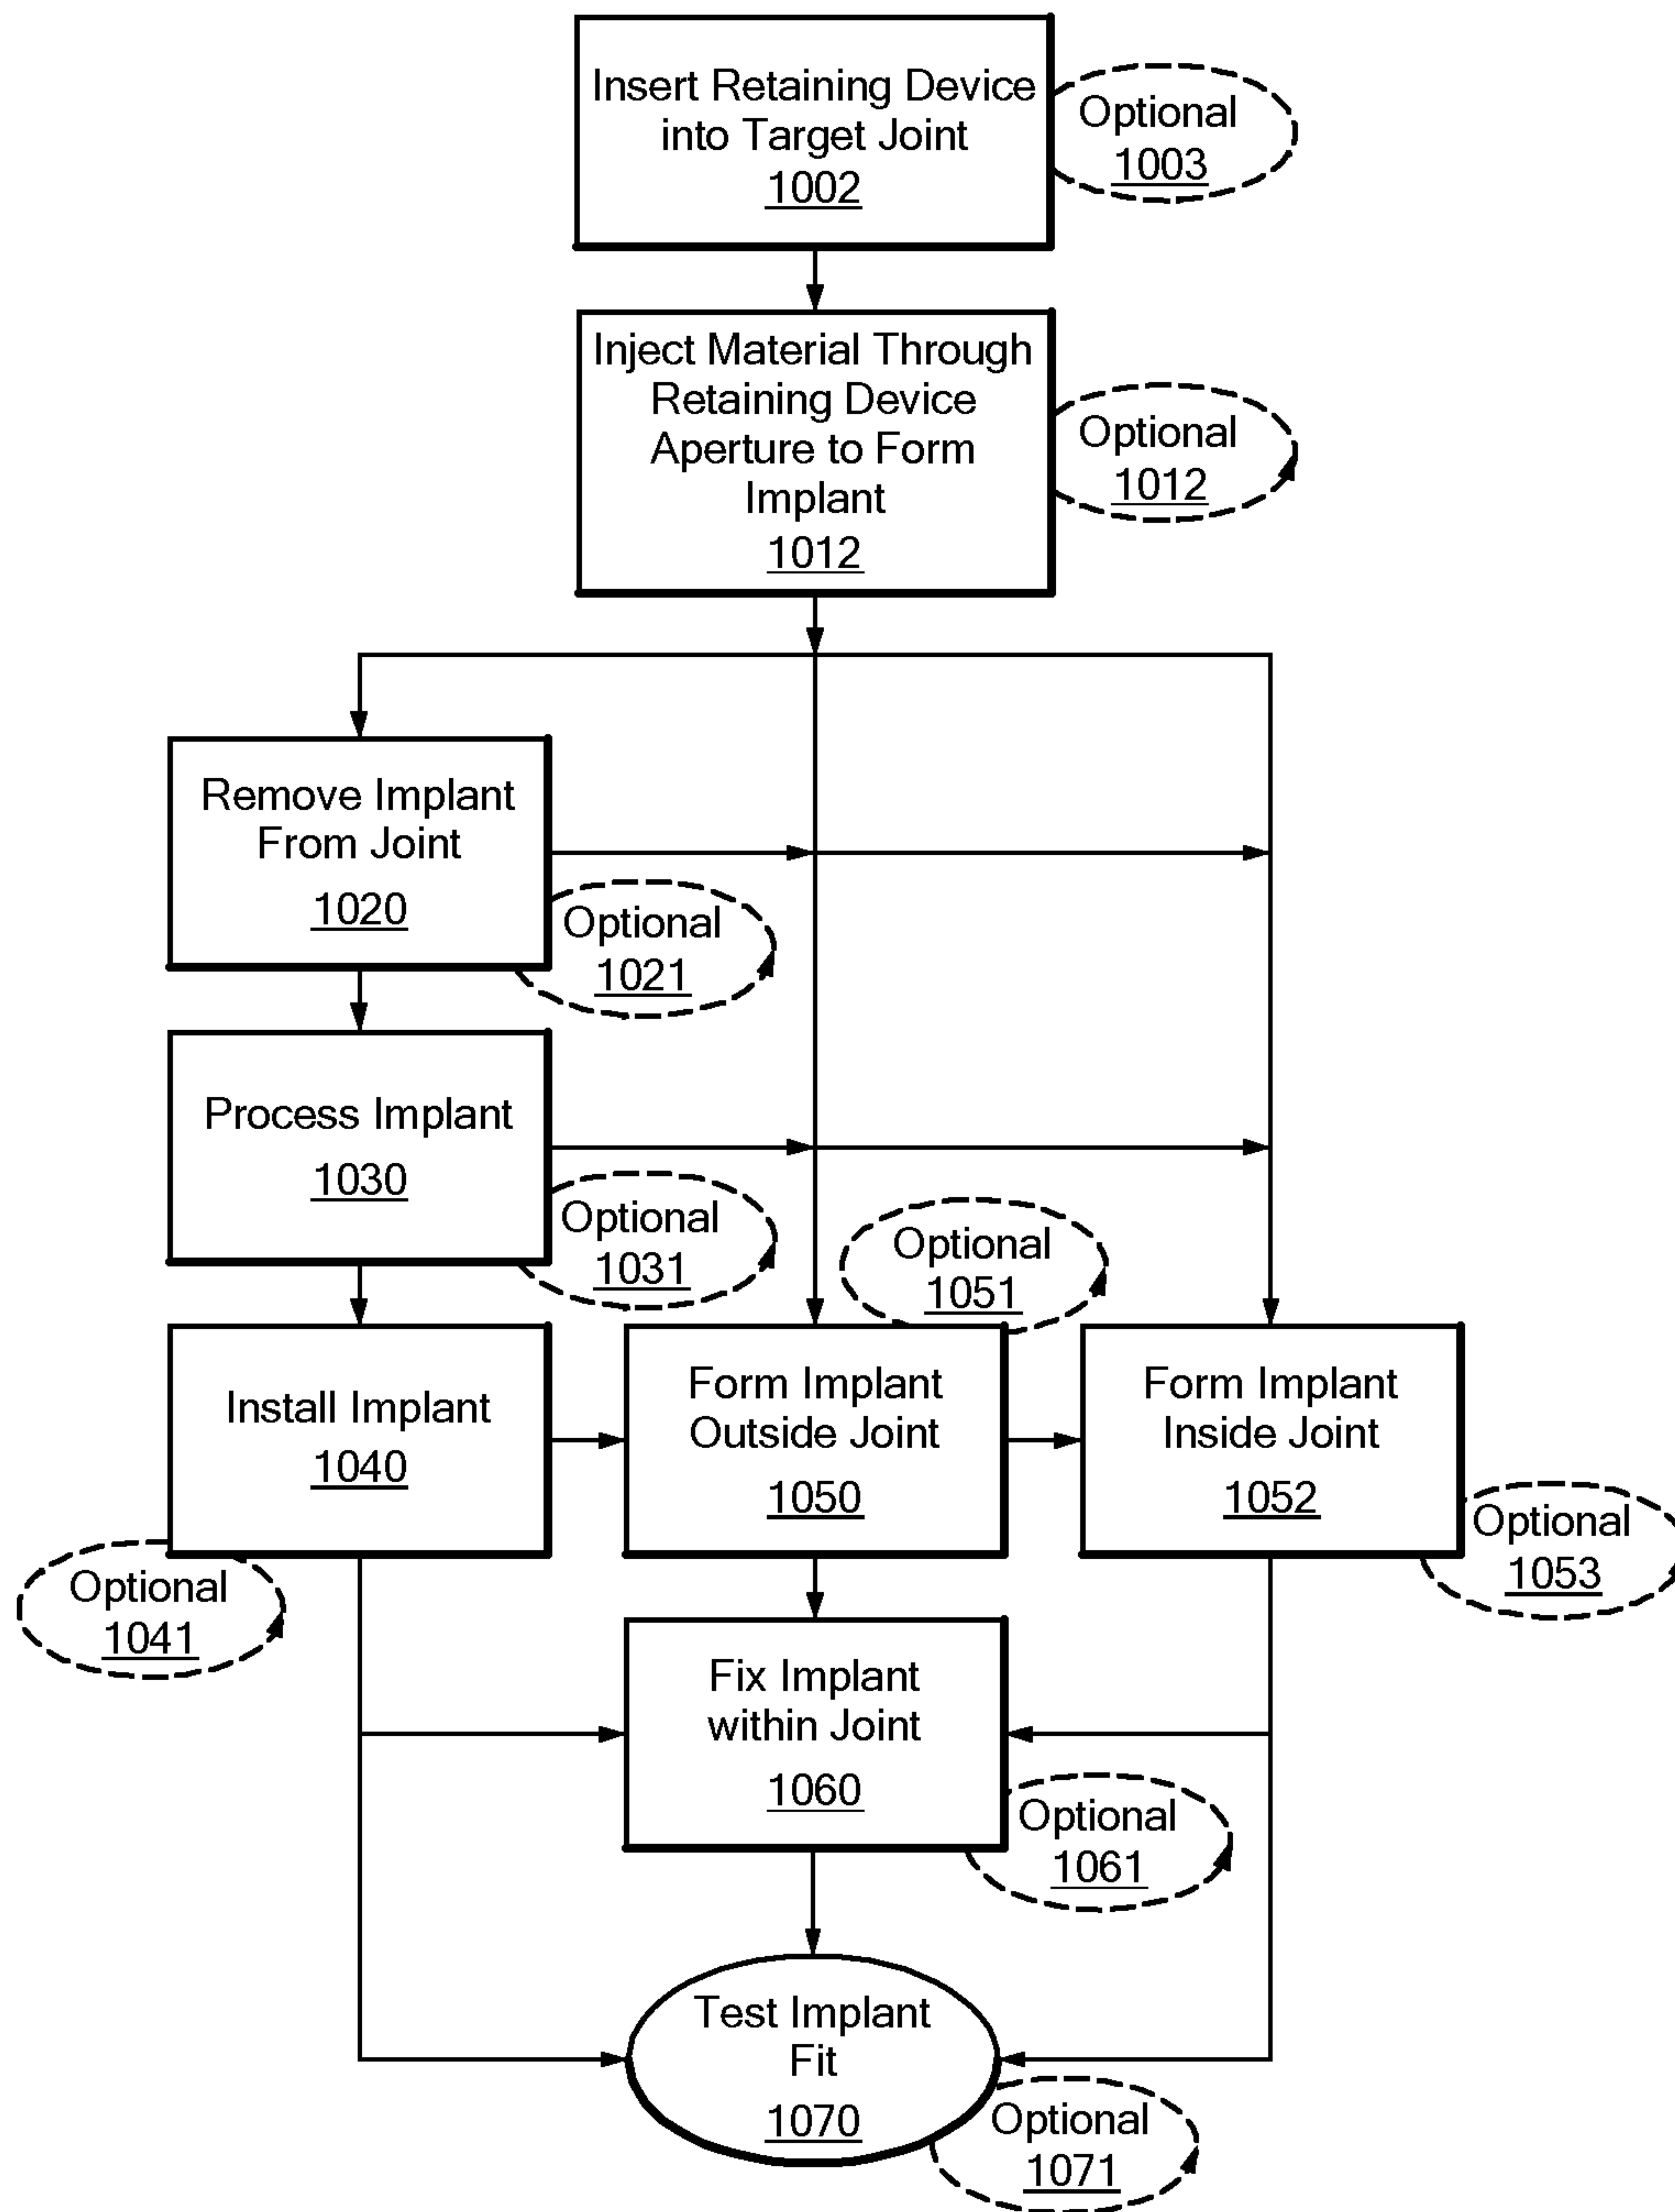 Insert Retaining Device
into Target Joint
1002
Optional
1003
Inject Material Through
Retaining Device
Aperture to Form
Implant
1012
Optional
1012
Remove Implant
From Joint
1020
Optional
1021
Process Implant
1030
Optional
1031
Optional
1051
Install Implant
1040
Form Implant
Outside Joint
1050
Form Implant
Inside Joint
1052
Optional
1053
Optional
1041
Fix Implant
within Joint
1060
Optional
1061
Test Implant
Fit
1070
Optional
1071